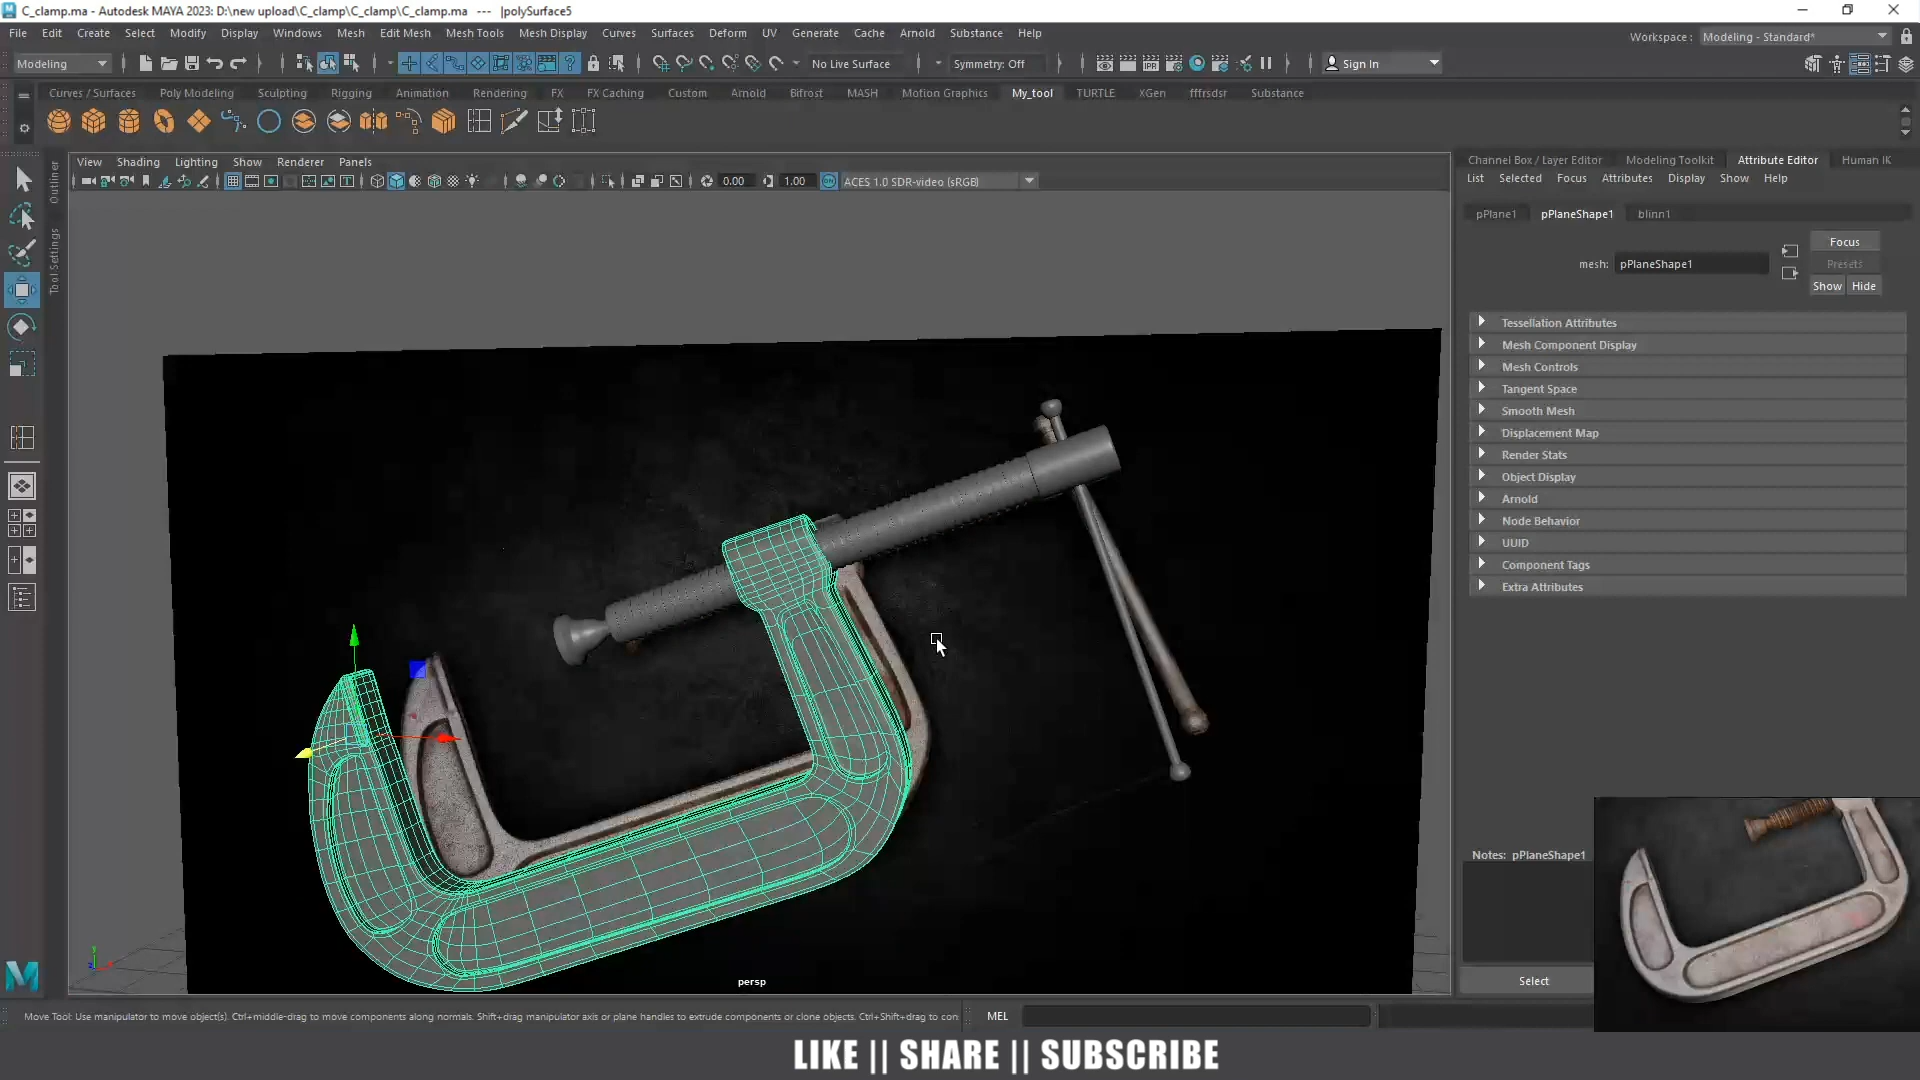 C_clamp.ma - Autodesk MAYA 2023: D:\new upload\C_clamp\C_clamp\C_clamp.ma --- |polySurface5
File Edit Create Select Modify Display Windows Mesh Edit Mesh Mesh Tools Mesh Display Curves Surfaces Deform UV Generate Cache Arnold Substance Help
Workspace : Modeling - Standard*
Modeling
No Live Surface
Symmetry: Off
Sign In
Curves / Surfaces Poly Modeling Sculpting Rigging Animation Rendering FX FX Caching Custom Arnold Bifrost MASH Motion Graphics My_tool TURTLE XGen fffrsdsr Substance
IPR
View Shading Lighting Show Renderer Panels
0.00
1.00
ACES 1.0 SDR-video (sRGB)
Outliner
Tool Settings
Channel Box / Layer Editor Modeling Toolkit Attribute Editor Human IK
List Selected Focus Attributes Display Show Help
pPlane1 pPlaneShape1 blinn1
Focus
mesh: pPlaneShape1
Presets
Show Hide
Tessellation Attributes
Mesh Component Display
Mesh Controls
Tangent Space
Smooth Mesh
Displacement Map
Render Stats
Object Display
Arnold
Node Behavior
UUID
Component Tags
Extra Attributes
Notes: pPlaneShape1
Select
persp
Move Tool: Use manipulator to move object(s). Ctrl+middle-drag to move components along normals. Shift+drag manipulator axis or plane handles to extrude components or clone objects. Ctrl+Shift+drag to con
MEL
LIKE || SHARE || SUBSCRIBE